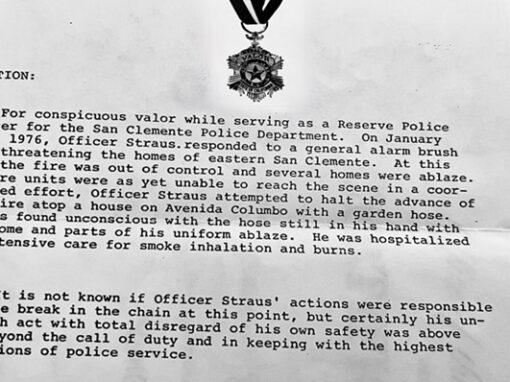 TION:
For conspicuous valor while serving as a Reserve Police
er for the San Clemente Police Department. On January
1976, Officer Straus.responded to a general alarm brush
threatening the homes of eastern San Clemente. At this
the fire was out of control and several homes were ablaze.
re units were as yet unable to reach the scene in a coor-
ed effort, Officer Straus attempted to halt the advance of
ire atop a house on Avenida Columbo with a garden hose.
s found unconscious with the hose still in his hand with
ome and parts of his uniform ablaze. He was hospitalized
tensive care for smoke inhalation and burns.
t is not known if Officer Straus' actions were responsible
e break in the chain at this point, but certainly his un-
h act with total disregard of his own safety was above
yond the call of duty and in keeping with the highest
ions of police service.